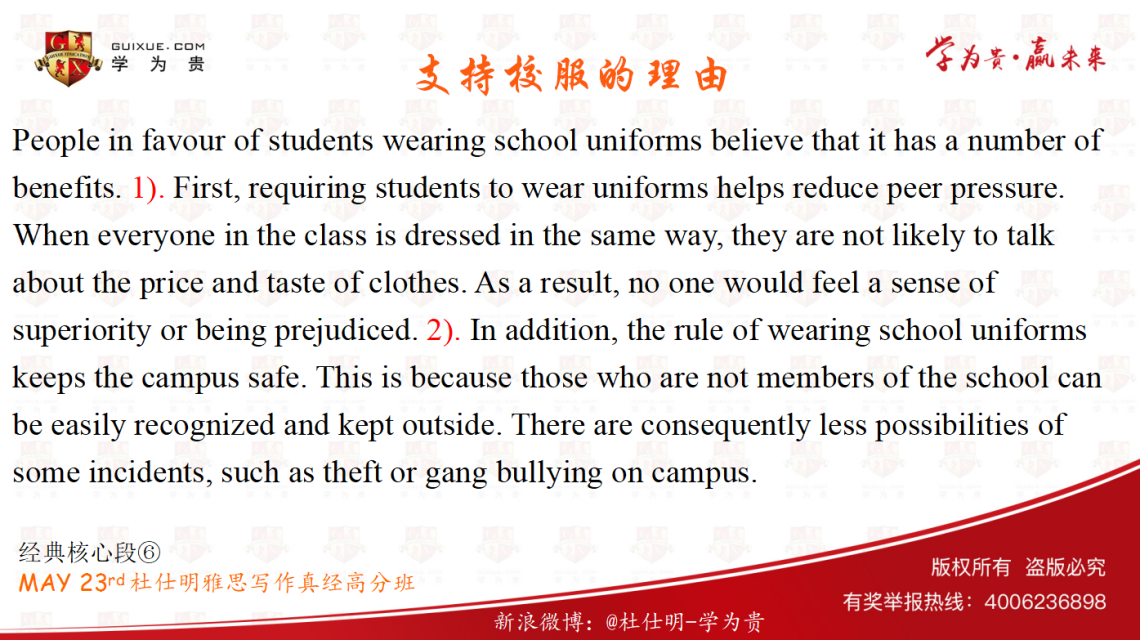 GUIXUE.COM
学为贵
支持校服的理由
学为贵·赢未来
People in favour of students wearing school uniforms believe that it has a number of
benefits. 1). First, requiring students to wear uniforms helps reduce peer pressure.
When everyone in the class is dressed in the same way, they are not likely to talk
about the price and taste of clothes. As a result, no one would feel a sense of
superiority or being prejudiced. 2). In addition, the rule of wearing school uniforms
keeps the campus safe. This is because those who are not members of the school can
be easily recognized and kept outside. There are consequently less possibilities of
some incidents, such as theft or gang bullying on campus.
经典核心段⑥
MAY 23rd杜仕明雅思写作真经高分班
版权所有 盗版必究
有奖举报热线：4006236898
新浪微博：@杜仕明-学为贵